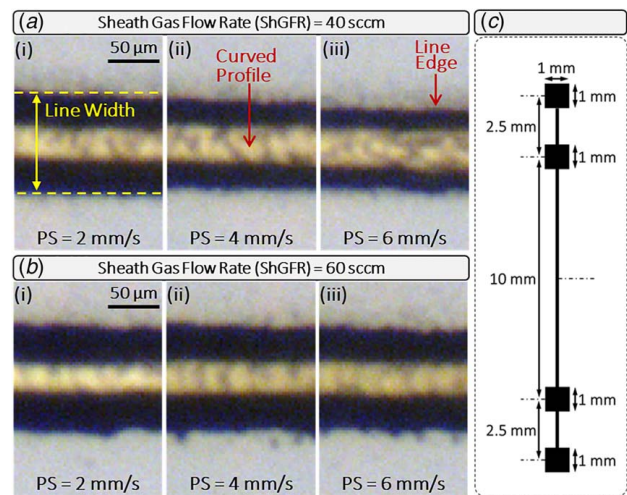 (a) Sheath Gas Flow Rate (ShGFR) = 40 sccm
(i) 50 µm (ii) Curved Profile (iii) Line Edge
Line Width
PS = 2 mm/s PS = 4 mm/s PS = 6 mm/s
(b) Sheath Gas Flow Rate (ShGFR) = 60 sccm
(i) 50 µm (ii) (iii)
PS = 2 mm/s PS = 4 mm/s PS = 6 mm/s
(c)
1 mm
1 mm
2.5 mm
1 mm
10 mm
1 mm
2.5 mm
1 mm